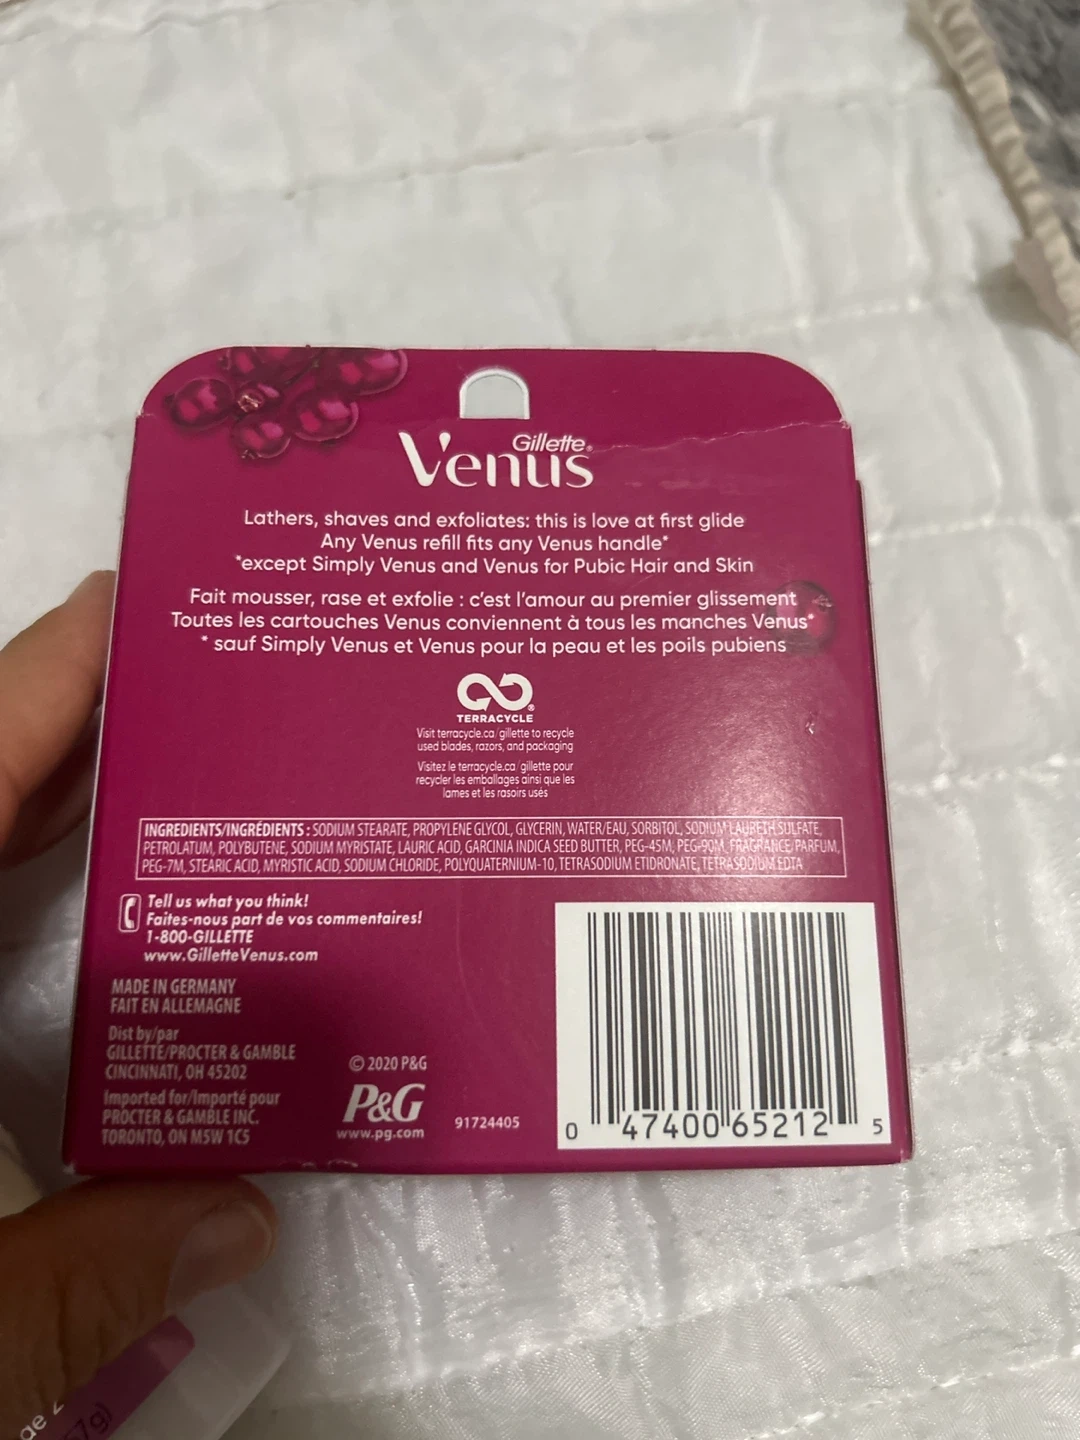 Gillette®
Venus
Lathers, shaves and exfoliates: this is love at first glide
Any Venus refill fits any Venus handle*
*except Simply Venus and Venus for Pubic Hair and Skin
Fait mousser, rase et exfolie : c'est l'amour au premier glissement
Toutes les cartouches Venus conviennent à tous les manches Venus*
* sauf Simply Venus et Venus pour la peau et les poils pubiens
TERRACYCLE®
Visit terracycle.ca/gillette to recycle
used blades, razors, and packaging
Visitez le terracycle.ca/gillette pour
recycler les emballages ainsi que les
lames et les rasoirs usés
INGREDIENTS/INGRÉDIENTS : SODIUM STEARATE, PROPYLENE GLYCOL, GLYCERIN, WATER/EAU, SORBITOL, SODIUM LAURETH SULFATE,
PETROLATUM, POLYBUTENE, SODIUM MYRISTATE, LAURIC ACID, GARCINIA INDICA SEED BUTTER, PEG-45M, PEG-90M, FRAGRANCE/PARFUM,
PEG-7M, STEARIC ACID, MYRISTIC ACID, SODIUM CHLORIDE, POLYQUATERNIUM-10, TETRASODIUM ETIDRONATE, TETRASODIUM EDTA
Tell us what you think!
Faites-nous part de vos commentaires!
1-800-GILLETTE
www.GilletteVenus.com
MADE IN GERMANY
FAIT EN ALLEMAGNE
Dist by/par
GILLETTE/PROCTER & GAMBLE
CINCINNATI, OH 45202
Imported for/Importé pour
PROCTER & GAMBLE INC.
TORONTO, ON M5W 1C5
© 2020 P&G
P&G
www.pg.com
91724405
0 47400 65212 5
57g)